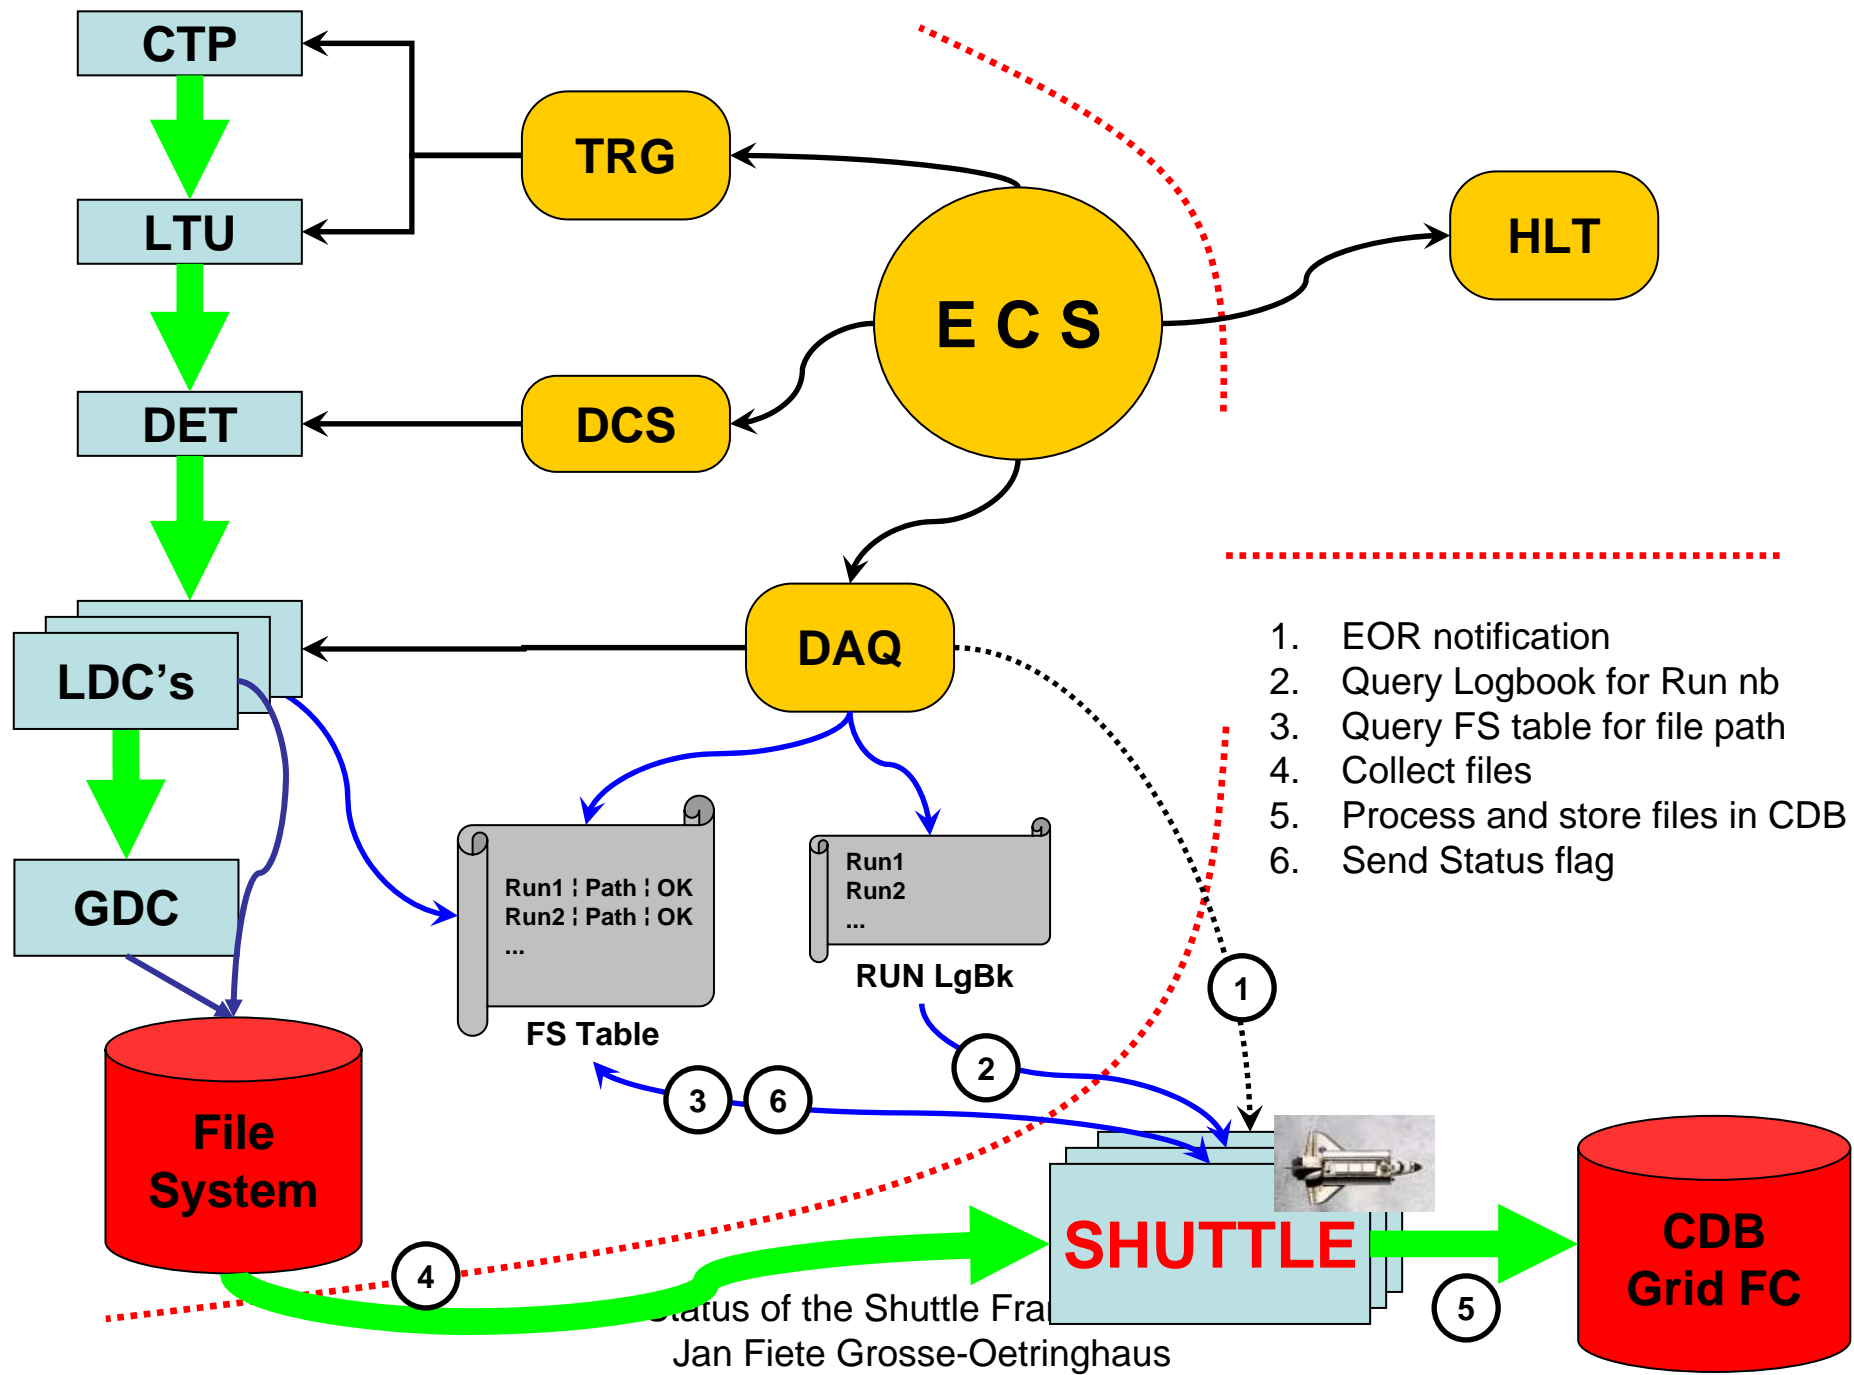 CTP
TRG
LTU
HLT
E C S
DET
DCS
DAQ
LDC's
1. EOR notification
2. Query Logbook for Run nb
3. Query FS table for file path
4. Collect files
5. Process and store files in CDB
6. Send Status flag
GDC
Run1 ¦ Path ¦ OK
Run2 ¦ Path ¦ OK
...
FS Table
Run1
Run2
...
RUN LgBk
1
2
3
6
File
System
SHUTTLE
CDB
Grid FC
4
5
of the Shuttle
Jan Fiete Grosse-Oetringhaus